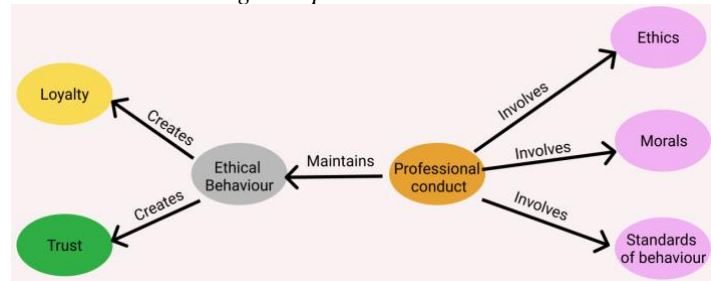 Loyalty
Creates
Ethical
Behaviour
Creates
Trust
Maintains
Professional
conduct
Involves
Ethics
Involves
Morals
Involves
Standards
of behaviour